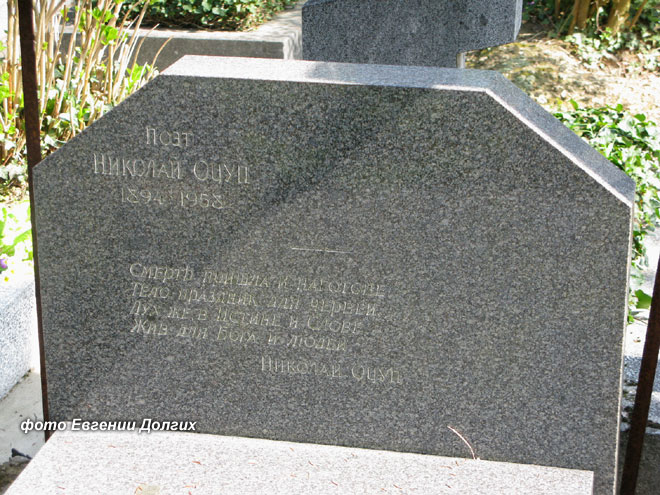 Поэт
Николай Оцуп
1894 1958
Смерть пришла и наготове
Тело праздник для червей
Дух же в Истине и Слове
Жив для Бога и людей
Николай Оцуп
фото Евгении Долгих